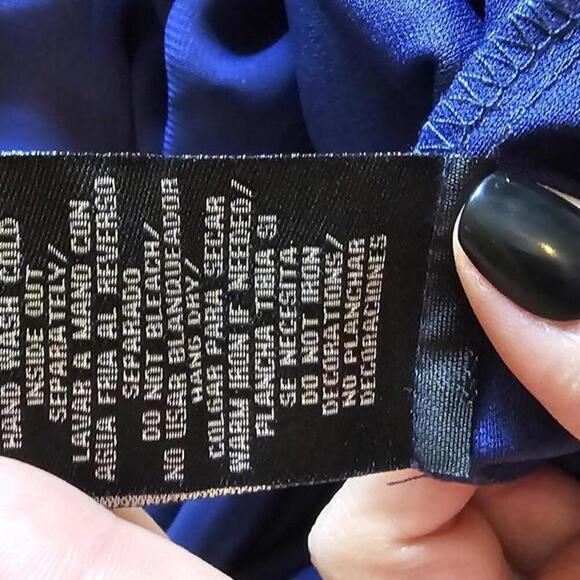 HAND WASH COLD
INSIDE OUT
SEPARATELY/
LAVAR A MANO CON
AGUA FRIA AL REVERSO
SEPARADO
DO NOT BLEACH/
NO USAR BLANQUEADOR
HANG DRY/
COLGAR PARA SECAR
WARM IRON IF NEEDED/
PLANCHA TIBIA SI
SE NECESITA
DO NOT IRON
DECORATIONS/
NO PLANCHAR
DECORACIONES